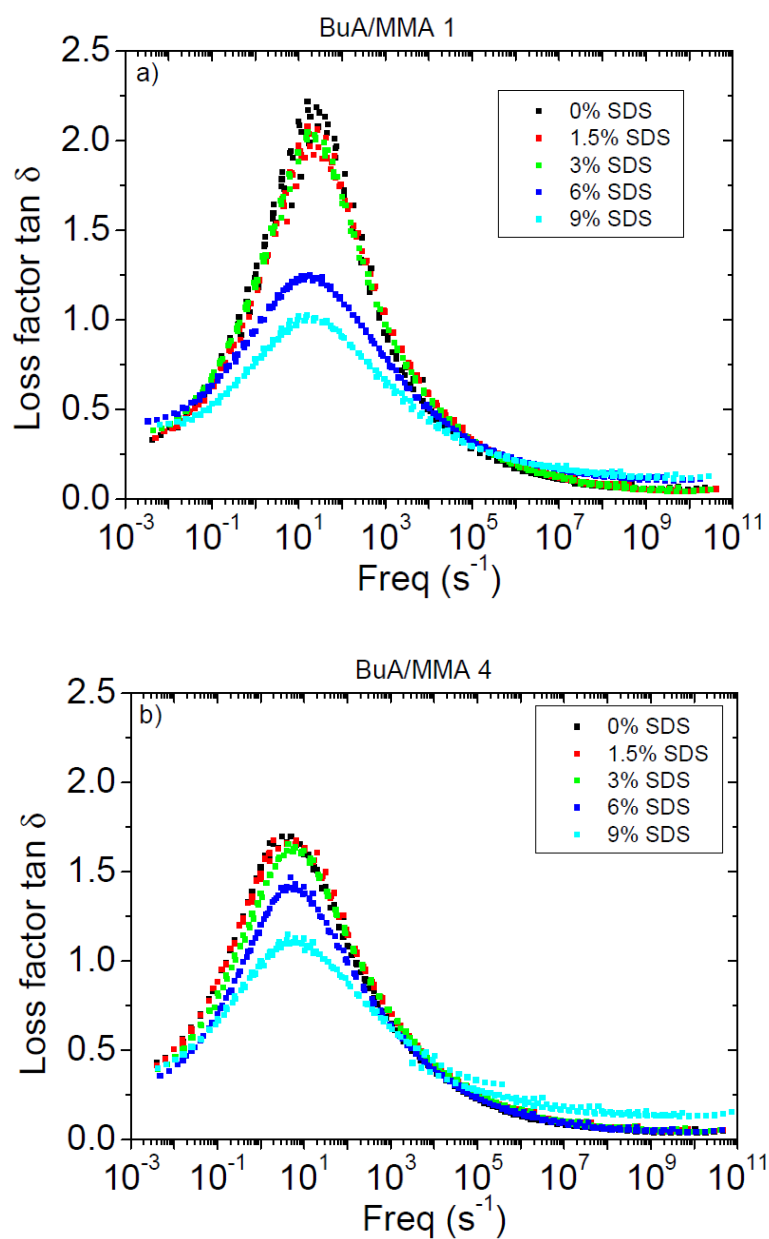 BuA/MMA 1
a)
2.5
2.0
1.5
1.0
0.5
0.0
Loss factor tan δ
0% SDS
1.5% SDS
3% SDS
6% SDS
9% SDS
10⁻³ 10⁻¹ 10¹ 10³ 10⁵ 10⁷ 10⁹ 10¹¹
Freq (s⁻¹)
BuA/MMA 4
b)
2.5
2.0
1.5
1.0
0.5
0.0
Loss factor tan δ
0% SDS
1.5% SDS
3% SDS
6% SDS
9% SDS
10⁻³ 10⁻¹ 10¹ 10³ 10⁵ 10⁷ 10⁹ 10¹¹
Freq (s⁻¹)